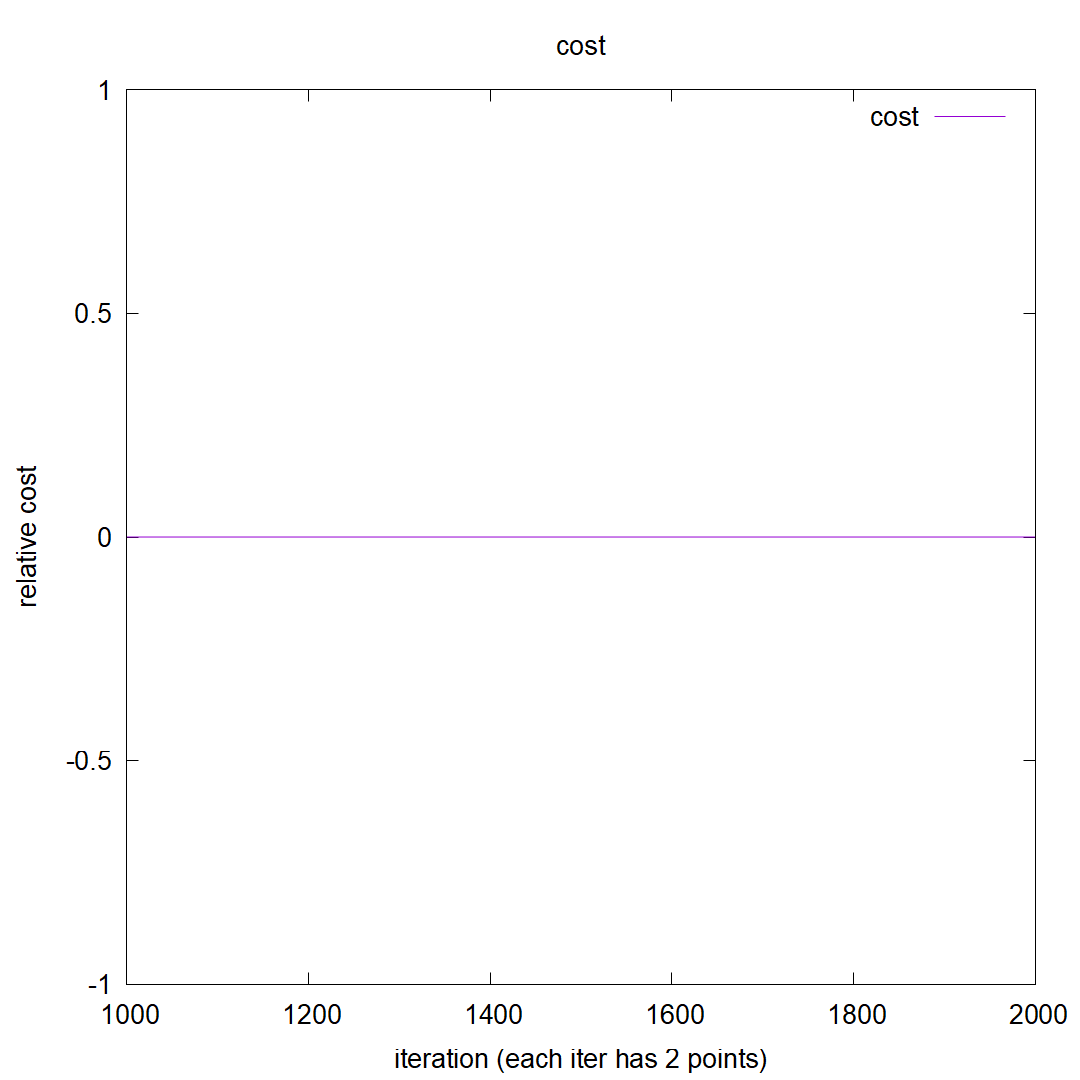 cost
1
cost
0.5
relative cost
0
-0.5
-1
1000 1200 1400 1600 1800 2000
iteration (each iter has 2 points)